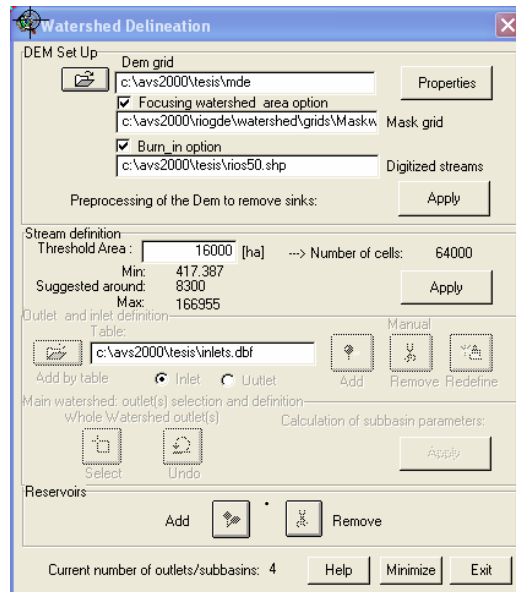 Watershed Delineation
DEM Set Up
Dem grid
c:\avs2000\tesis\mde
Properties
Focusing watershed area option
c:\avs2000\riogde\watershed\grids\Maskw
Mask grid
Burn_in option
c:\avs2000\tesis\rios50.shp
Digitized streams
Preprocessing of the Dem to remove sinks:
Apply
Stream definition
Threshold Area :
16000
[ha]
---> Number of cells:
64000
Min: 417.387
Suggested around: 8300
Max: 166955
Apply
Outlet and inlet definition
Table:
Manual
c:\avs2000\tesis\inlets.dbf
Add by table
Inlet
Uutlet
Add
Remove
Redefine
Main watershed: outlet(s) selection and definition
Whole Watershed outlet(s)
Calculation of subbasin parameters:
Select
Undo
Apply
Reservoirs
Add
Remove
Current number of outlets/subbasins: 4
Help
Minimize
Exit